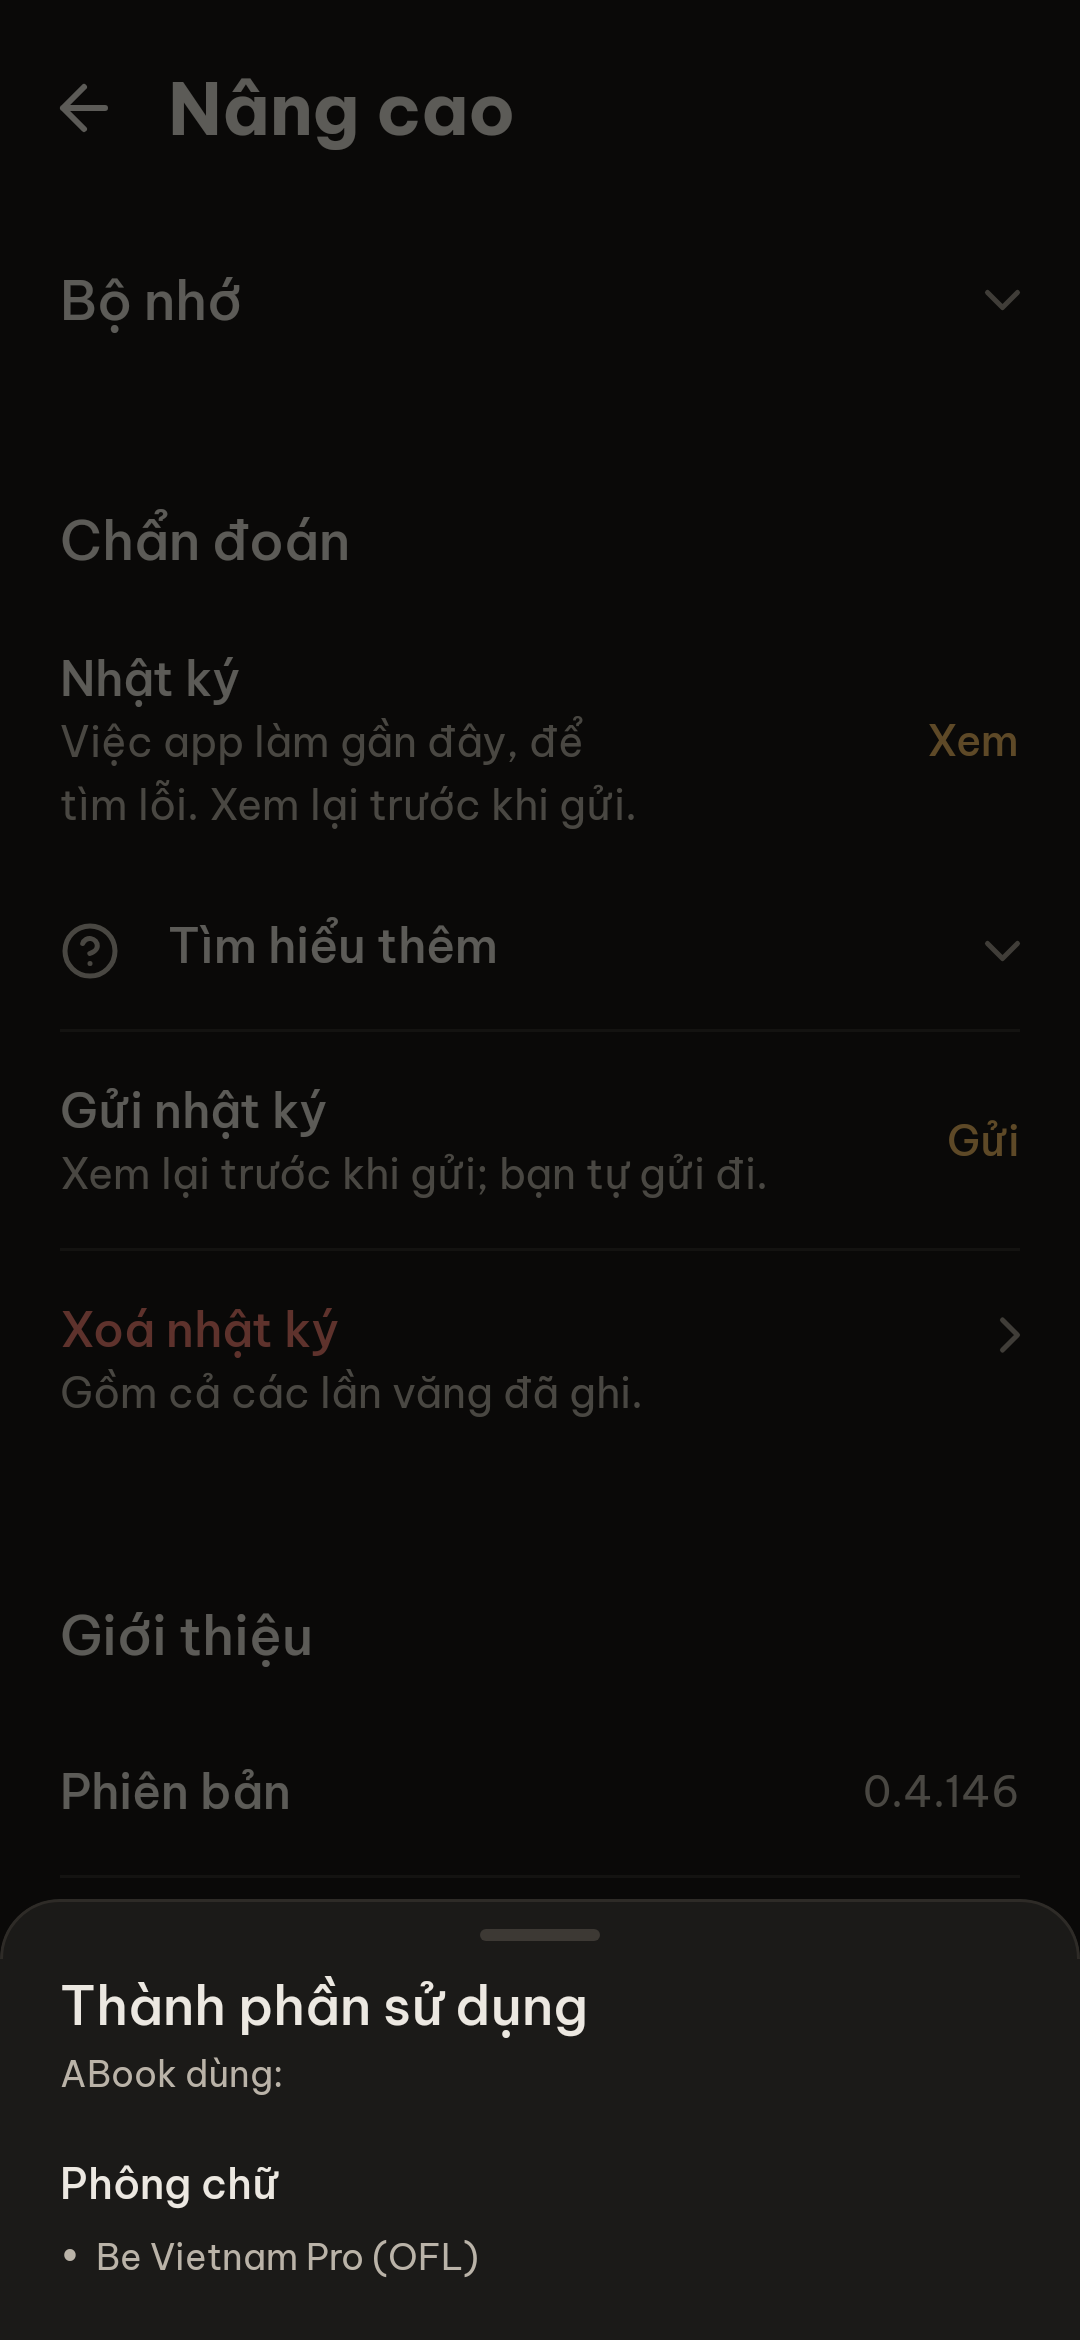 Nâng cao
Bộ nhớ
Chẩn đoán
Nhật ký
Việc app làm gần đây, để
tìm lỗi. Xem lại trước khi gửi.
Xem
Tìm hiểu thêm
Gửi nhật ký
Xem lại trước khi gửi; bạn tự gửi đi.
Gửi
Xoá nhật ký
Gồm cả các lần văng đã ghi.
Giới thiệu
Phiên bản
0.4.146
Thành phần sử dụng
ABook dùng:
Phông chữ
• Be Vietnam Pro (OFL)